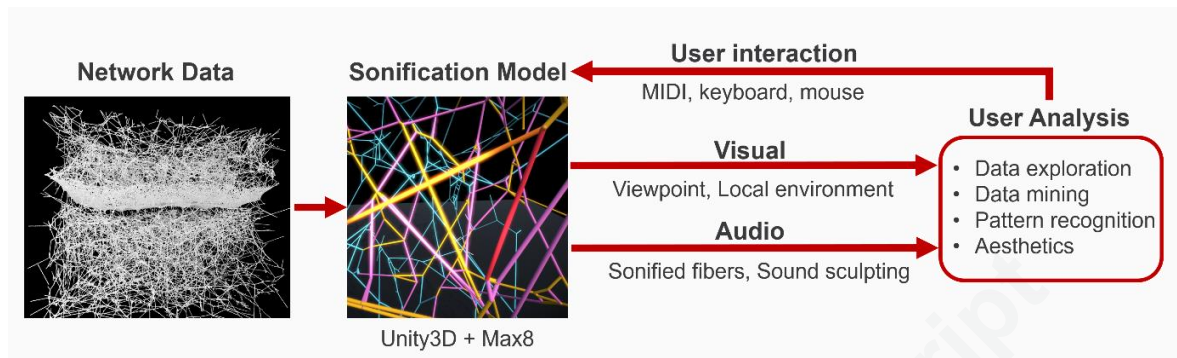 Network Data
Sonification Model
Unity3D + Max8
User interaction
MIDI, keyboard, mouse
Visual
Viewpoint, Local environment
Audio
Sonified fibers, Sound sculpting
User Analysis
• Data exploration
• Data mining
• Pattern recognition
• Aesthetics